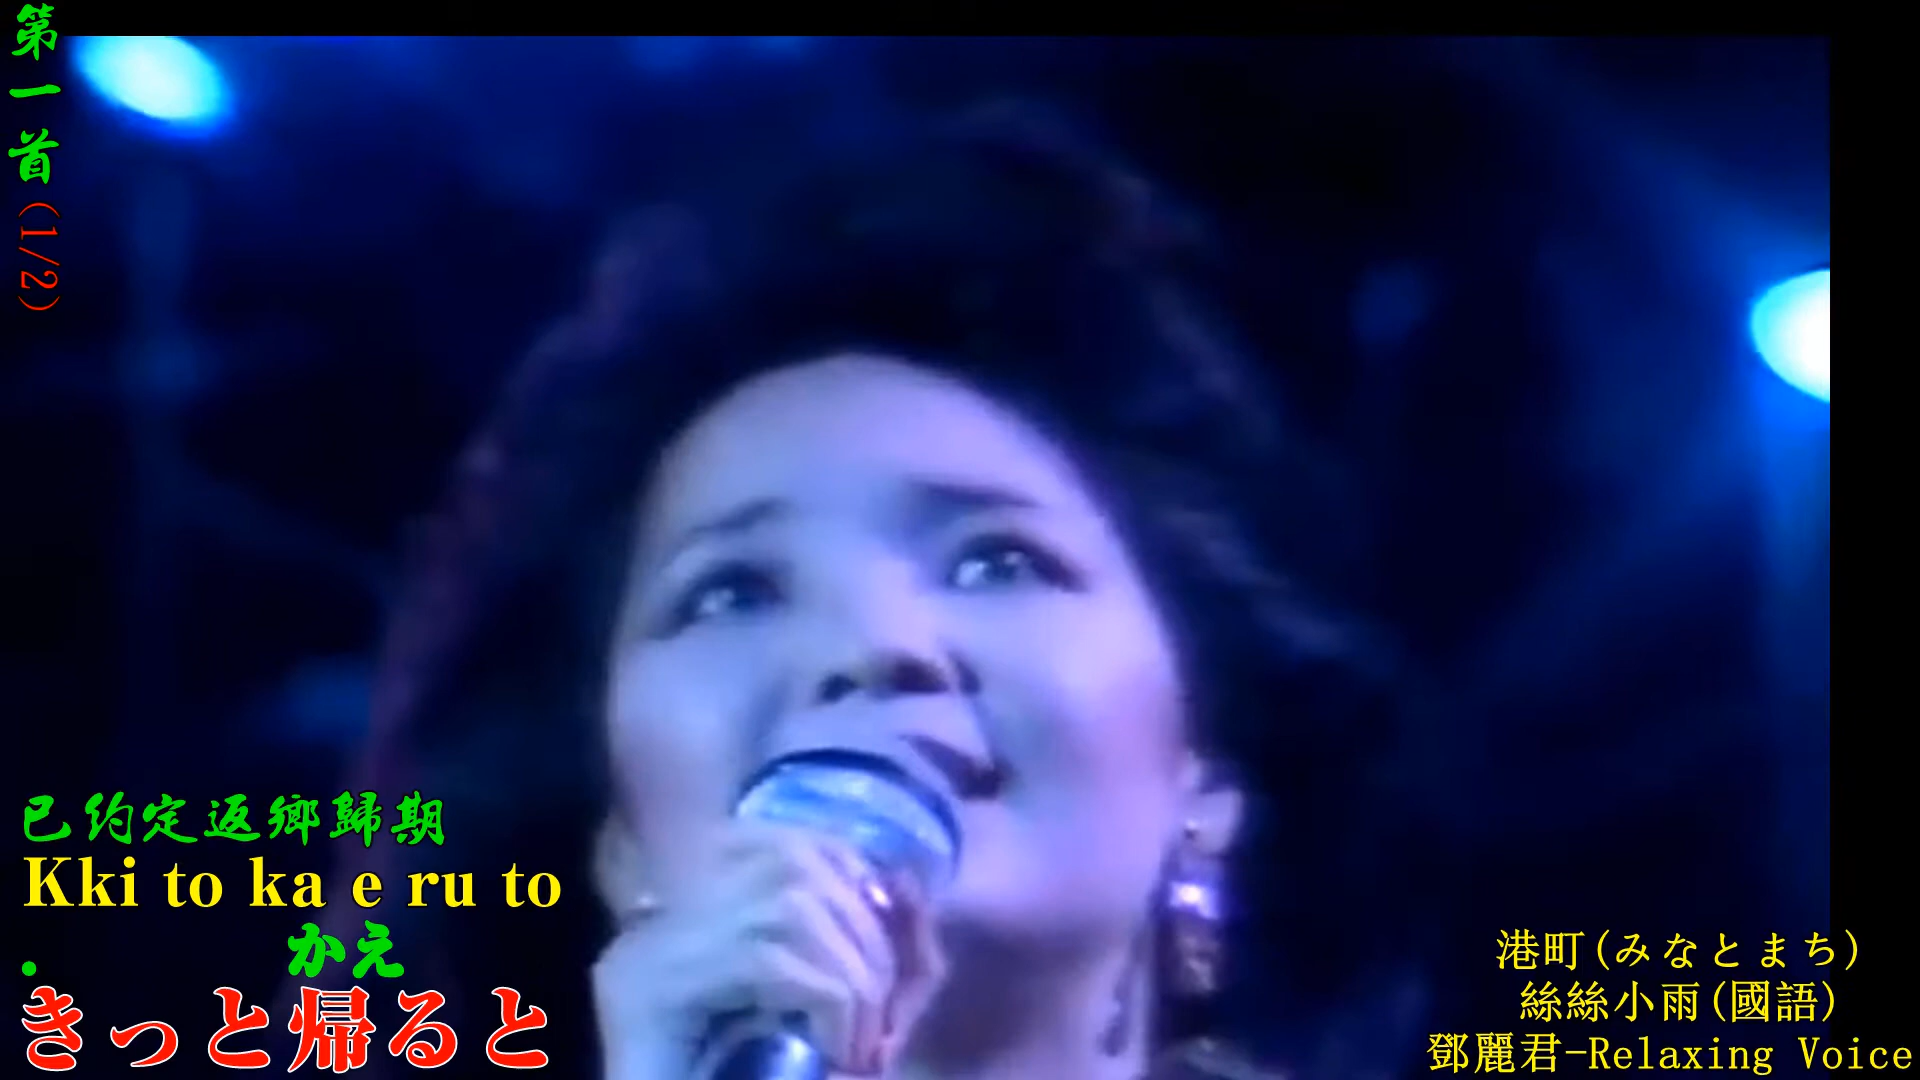 第一首(1/2)
已约定返鄉歸期
Kki to ka e ru to
. かえ
きっと帰ると
港町(みなとまち)
絲絲小雨(國語)
鄧麗君-Relaxing Voice